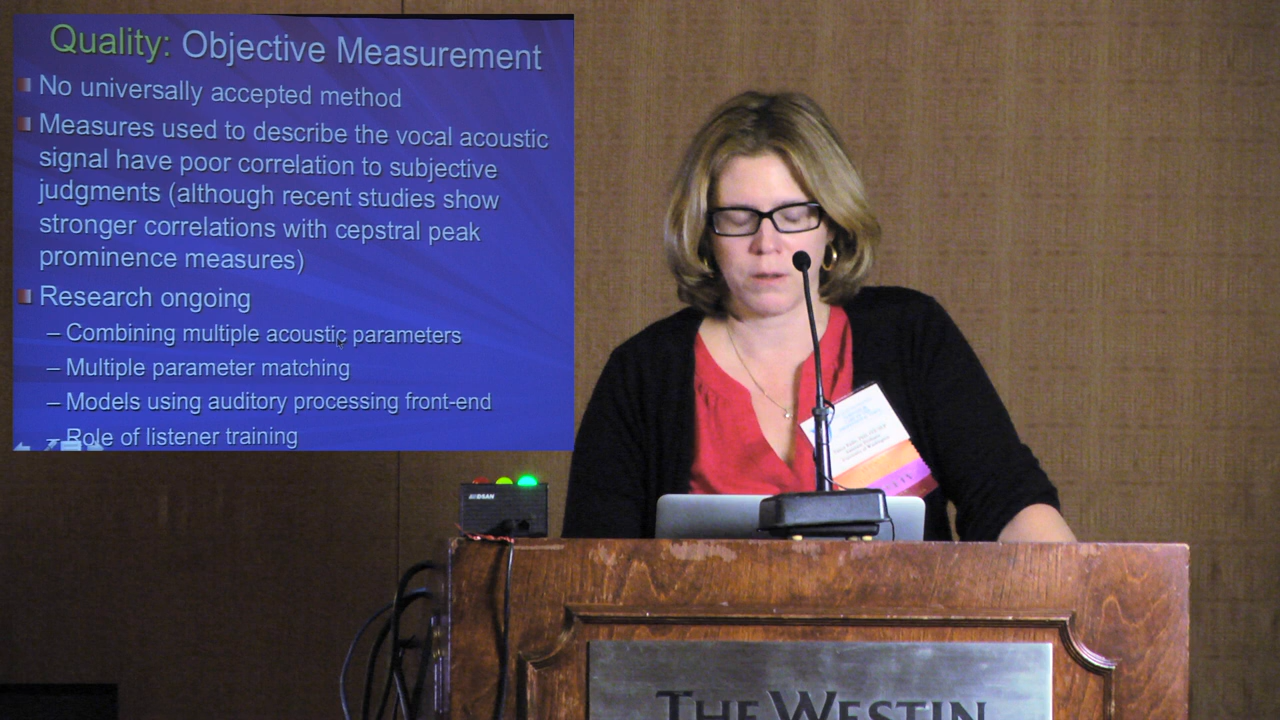 Quality: Objective Measurement
No universally accepted method
Measures used to describe the vocal acoustic
signal have poor correlation to subjective
judgments (although recent studies show
stronger correlations with cepstral peak
prominence measures)
Research ongoing
– Combining multiple acoustic parameters
– Multiple parameter matching
– Models using auditory processing front-end
– Role of listener training
DSAN
THE WESTIN